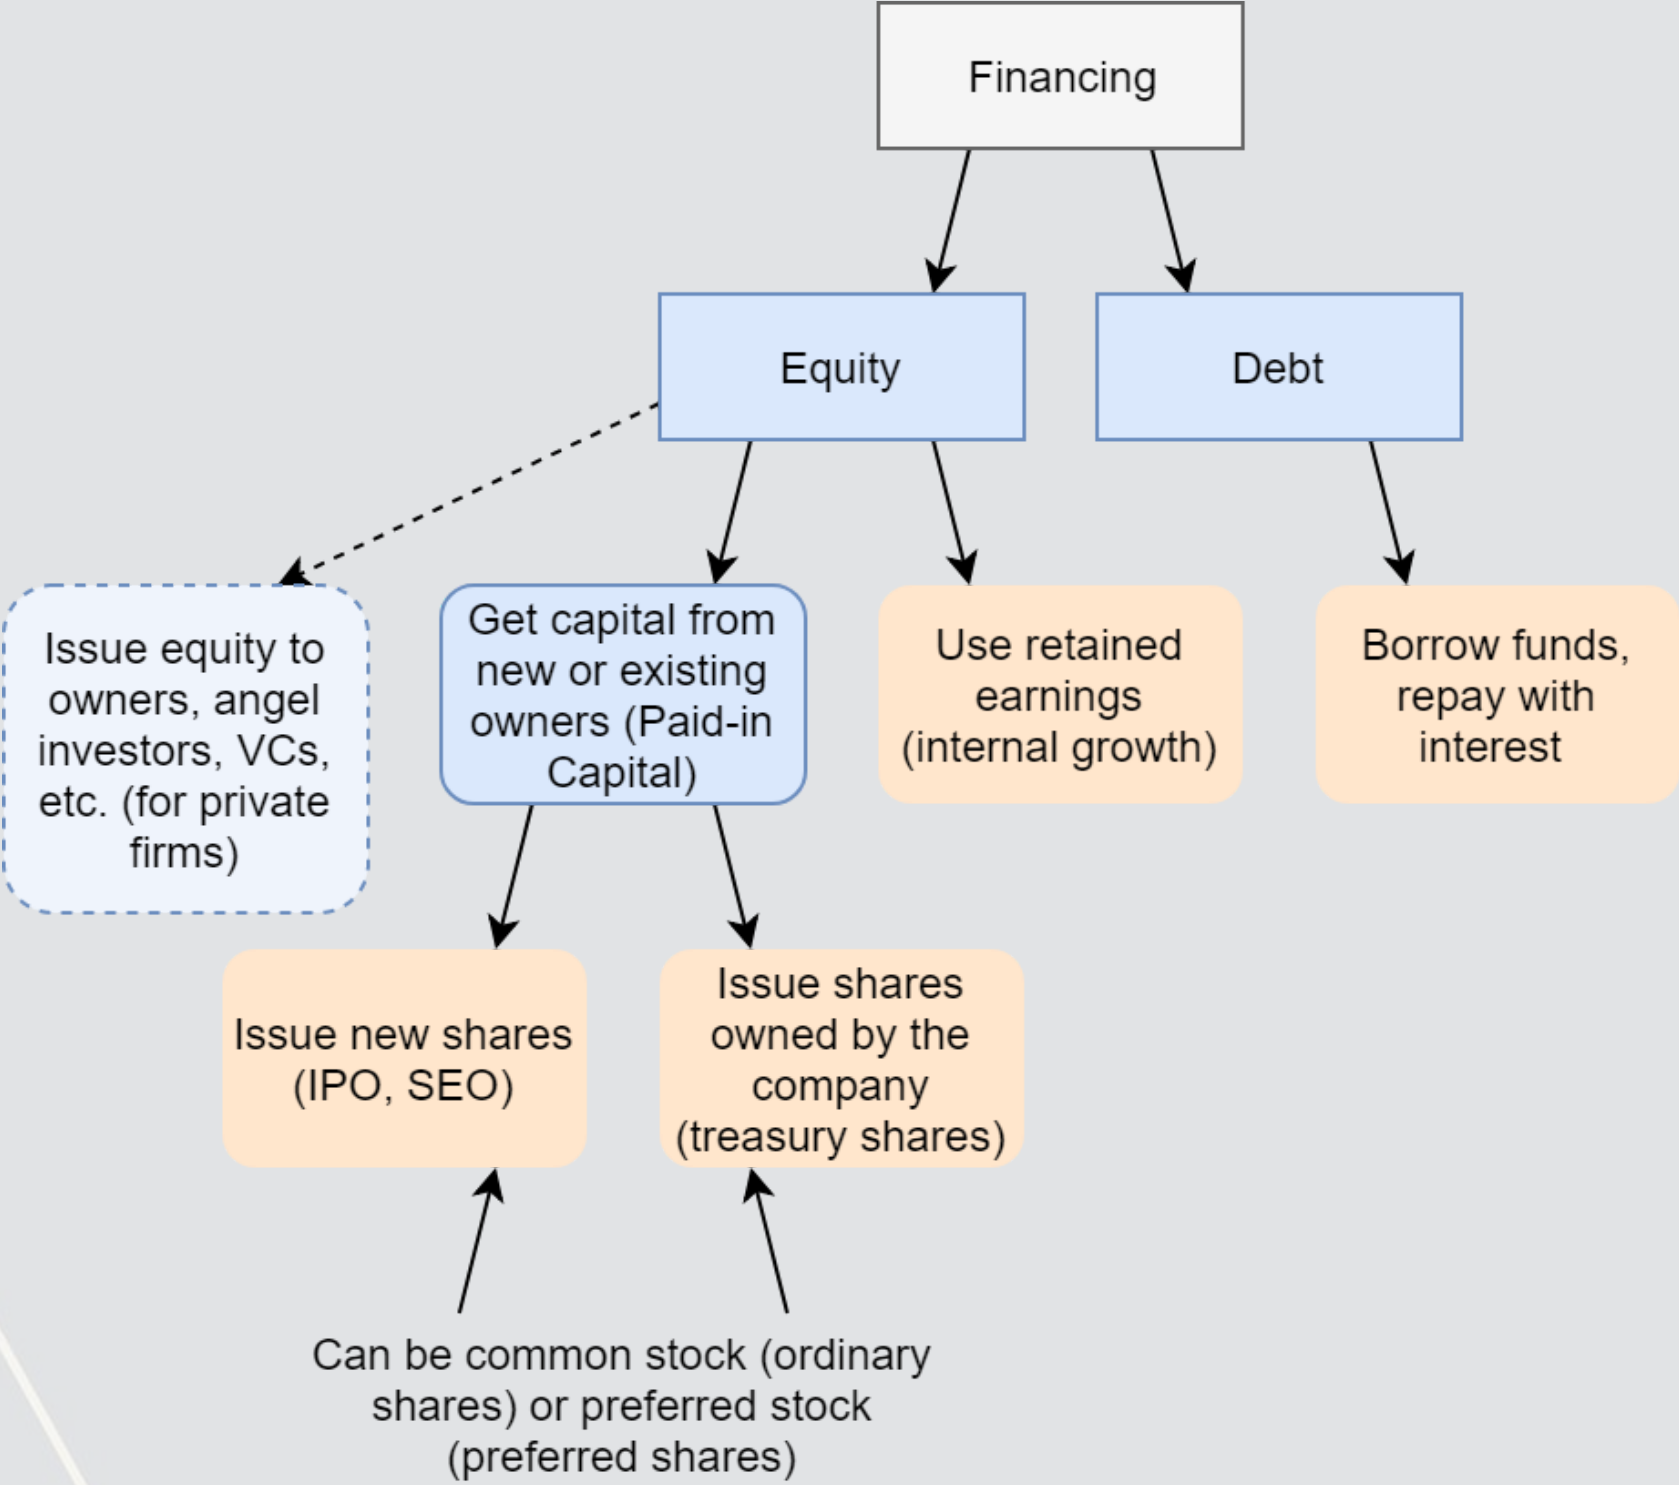 Financing
Equity
Debt
Issue equity to
owners, angel
investors, VCs,
etc. (for private
firms)
Get capital from
new or existing
owners (Paid-in
Capital)
Use retained
earnings
(internal growth)
Borrow funds,
repay with
interest
Issue new shares
(IPO, SEO)
Issue shares
owned by the
company
(treasury shares)
Can be common stock (ordinary
shares) or preferred stock
(preferred shares)